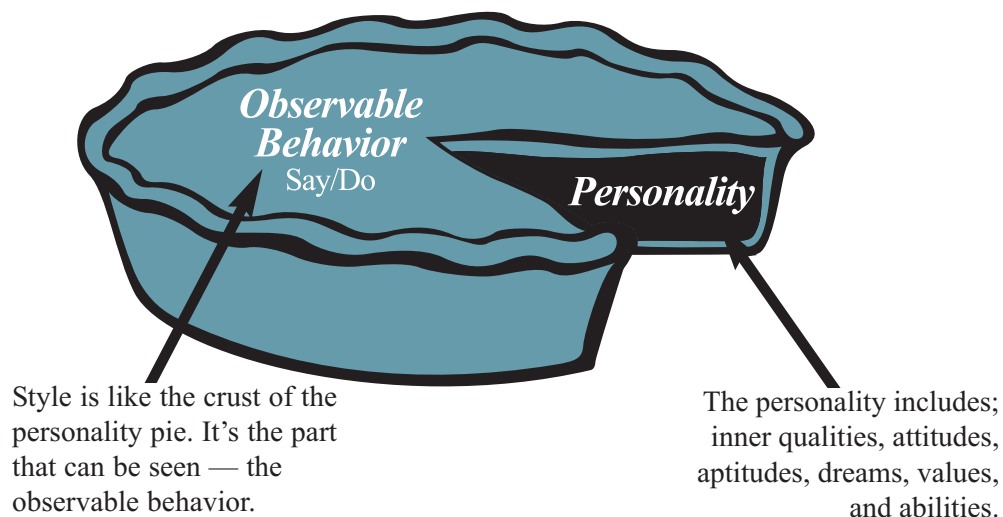 Observable
Behavior
Say/Do
Personality
Style is like the crust of the
personality pie. It's the part
that can be seen — the
observable behavior.
The personality includes;
inner qualities, attitudes,
aptitudes, dreams, values,
and abilities.